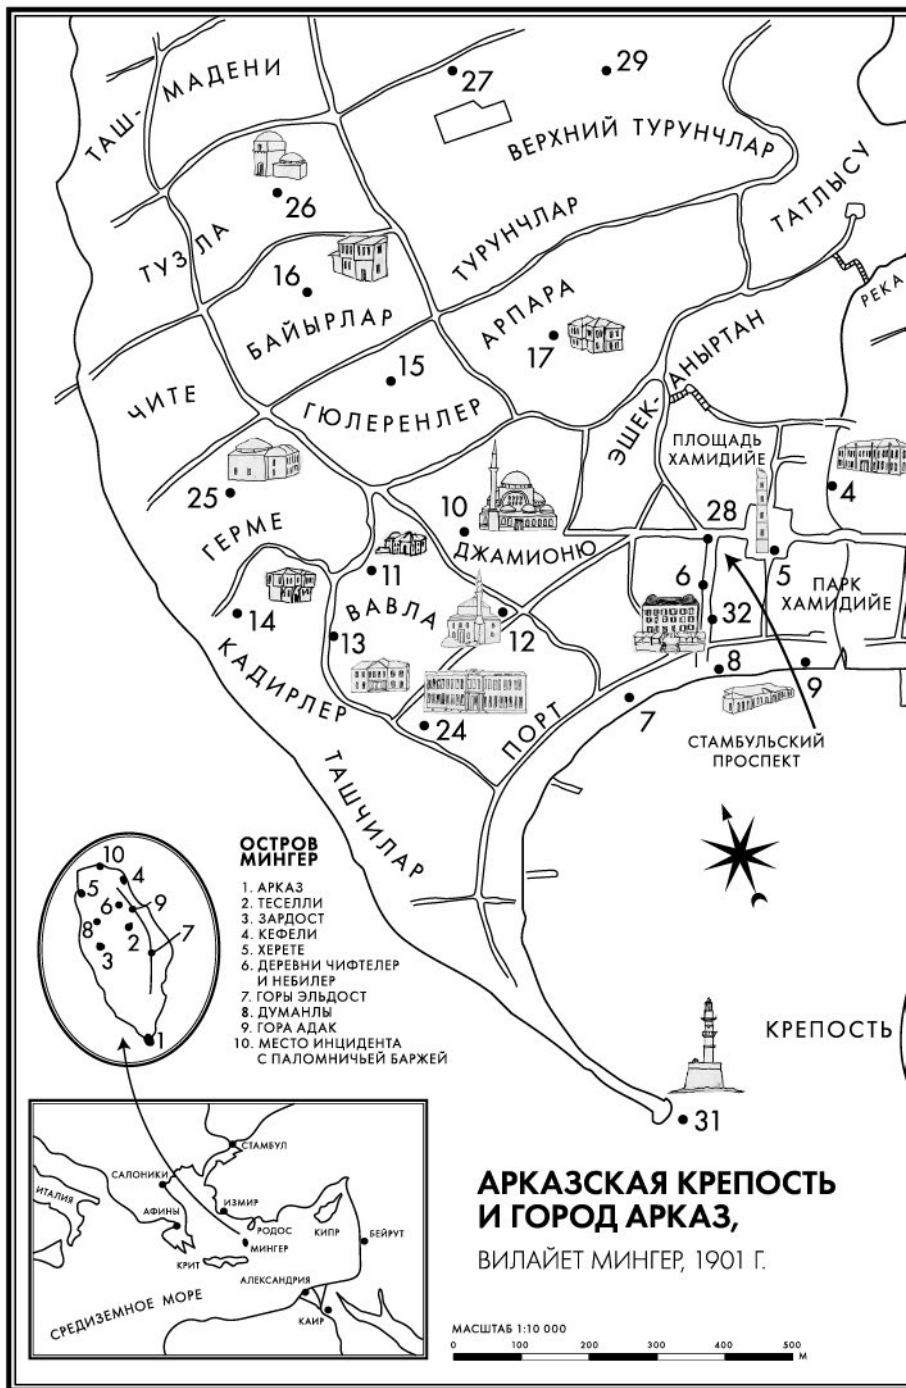 МАДЕНИ
ТАШ-
27
29
ВЕРХНИЙ ТУРУНЧЛАР
ТАТЛЫСУ
26
ТУЗЛА
ТУРУНЧЛАР
16
БАЙЫРЛАР
АРПАРА
17
РЕКА
АНЫРТАН
ЭШЕК-
15
ЧИТЕ
ГЮЛЕРЕНЛЕР
ПЛОЩАДЬ
ХАМИДИЙЕ
25
ГЕРМЕ
10
ДЖАМИОНЮ
28
4
11
6
5
ПАРК
ХАМИДИЙЕ
14
ВАВЛА
13
12
32
КАДИРЛЕР
8
9
24
ПОРТ
7
СТАМБУЛЬСКИЙ
ПРОСПЕКТ
ТАШЧИЛАР
10
4
5
6
9
8
2
7
3
1
ОСТРОВ
МИНГЕР
1. АРКАЗ
2. ТЕСЕЛЛИ
3. ЗАРДОСТ
4. КЕФЕЛИ
5. ХЕРЕТЕ
6. ДЕРЕВНИ ЧИФТЕЛЕР
И НЕБИЛЕР
7. ГОРЫ ЭЛЬДОСТ
8. ДУМАНЛЫ
9. ГОРА АДАК
10. МЕСТО ИНЦИДЕНТА
С ПАЛОМНИЧЬЕЙ БАРЖЕЙ
КРЕПОСТЬ
31
СТАМБУЛ
САЛОНИКИ
ИТАЛИЯ
АФИНЫ
ИЗМИР
РОДОС
КИПР
БЕЙРУТ
МИНГЕР
КРИТ
АЛЕКСАНДРИЯ
КАИР
СРЕДИЗЕМНОЕ МОРЕ
АРКАЗСКАЯ КРЕПОСТЬ
И ГОРОД АРКАЗ,
ВИЛАЙЕТ МИНГЕР, 1901 Г.
МАСШТАБ 1:10 000
0 100 200 300 400 500
М